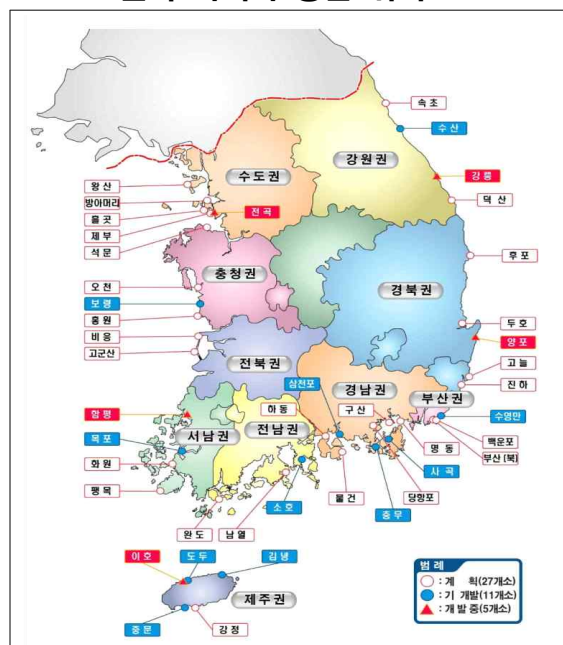 속 초
수 산
강원권
수도권
강 릉
왕 산
방아머리
흘 곳
전 곡
덕 산
제 부
석 문
후 포
충청권
오 천
보 령
홍 원
경북권
비 응
두 호
고군산
양 포
전북권
고 늘
삼천포
경남권
진 하
하 동
구 산
부산권
함 평
수영만
서남권
전남권
백운포
목 포
명 동
부산 (북)
화 원
사 곡
팽 목
물 건
당항포
소 호
충 무
완 도
남 열
이 호
도 두
김 녕
제주권
중 문
강 정
범 례
: 계 획(27개소)
: 기 개발(11개소)
: 개 발 중(5개소)